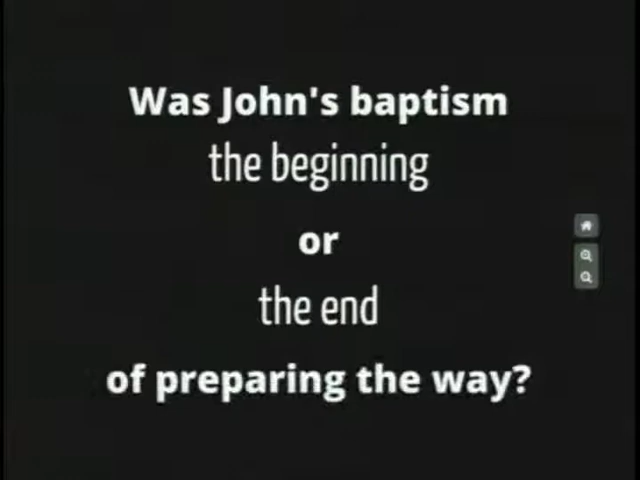 Was John's baptism
the beginning
or
the end
of preparing the way?